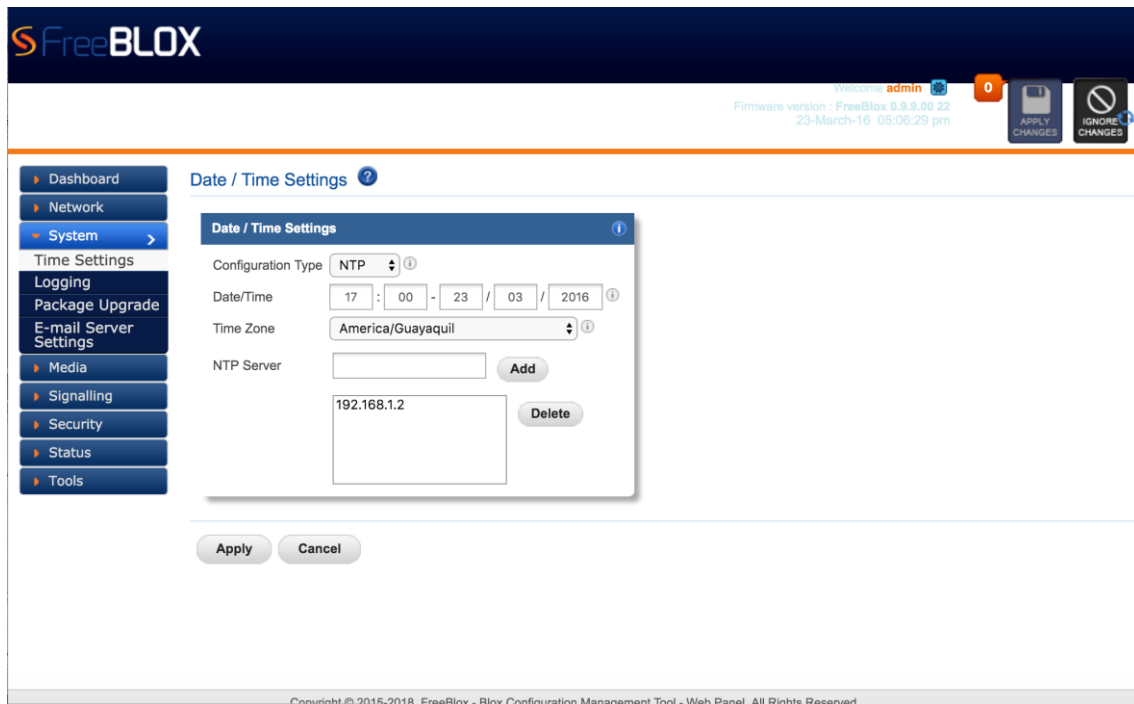 SFreeBLOX
Welcome admin
Firmware version : FreeBlox 0.9.9.00 22
23-March-16 05:06:29 pm
0
APPLY
CHANGES
IGNORE
CHANGES
Dashboard
Network
System
Time Settings
Logging
Package Upgrade
E-mail Server
Settings
Media
Signalling
Security
Status
Tools
Date / Time Settings ?
Date / Time Settings
Configuration Type NTP
Date/Time 17 : 00 - 23 / 03 / 2016
Time Zone America/Guayaquil
NTP Server Add
192.168.1.2 Delete
Apply Cancel
Copyright © 2015-2018 FreeBlox - Blox Configuration Management Tool - Web Panel. All Rights Reserved